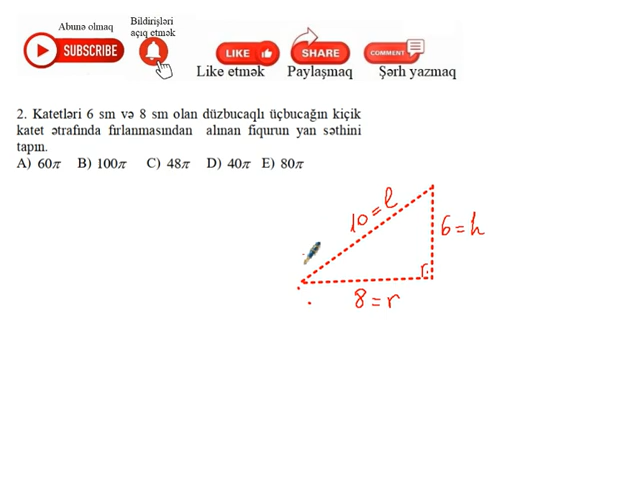 Abunə olmaq
Bildirişləri
açıq etmək
SUBSCRIBE
LIKE
SHARE
COMMENT
Like etmək
Paylaşmaq
Şərh yazmaq
2. Katetləri 6 sm və 8 sm olan düzbucaqlı üçbucağın kiçik
katet ətrafında fırlanmasından alınan fiqurun yan səthini
tapın.
A) 60π B) 100π C) 48π D) 40π E) 80π
10=l
6=h
8=r